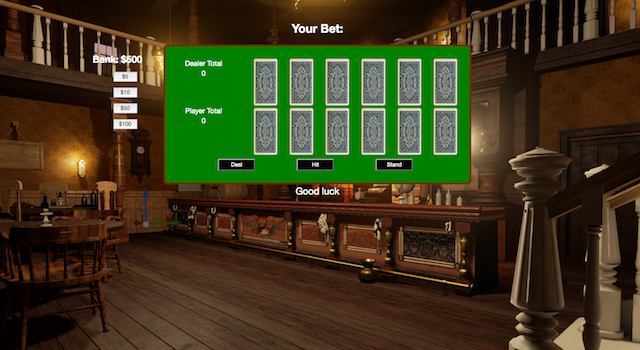 Your Bet:
Bank: $500
$5
$10
$50
$100
Dealer Total
0
Player Total
0
Deal
Hit
Stand
Good luck